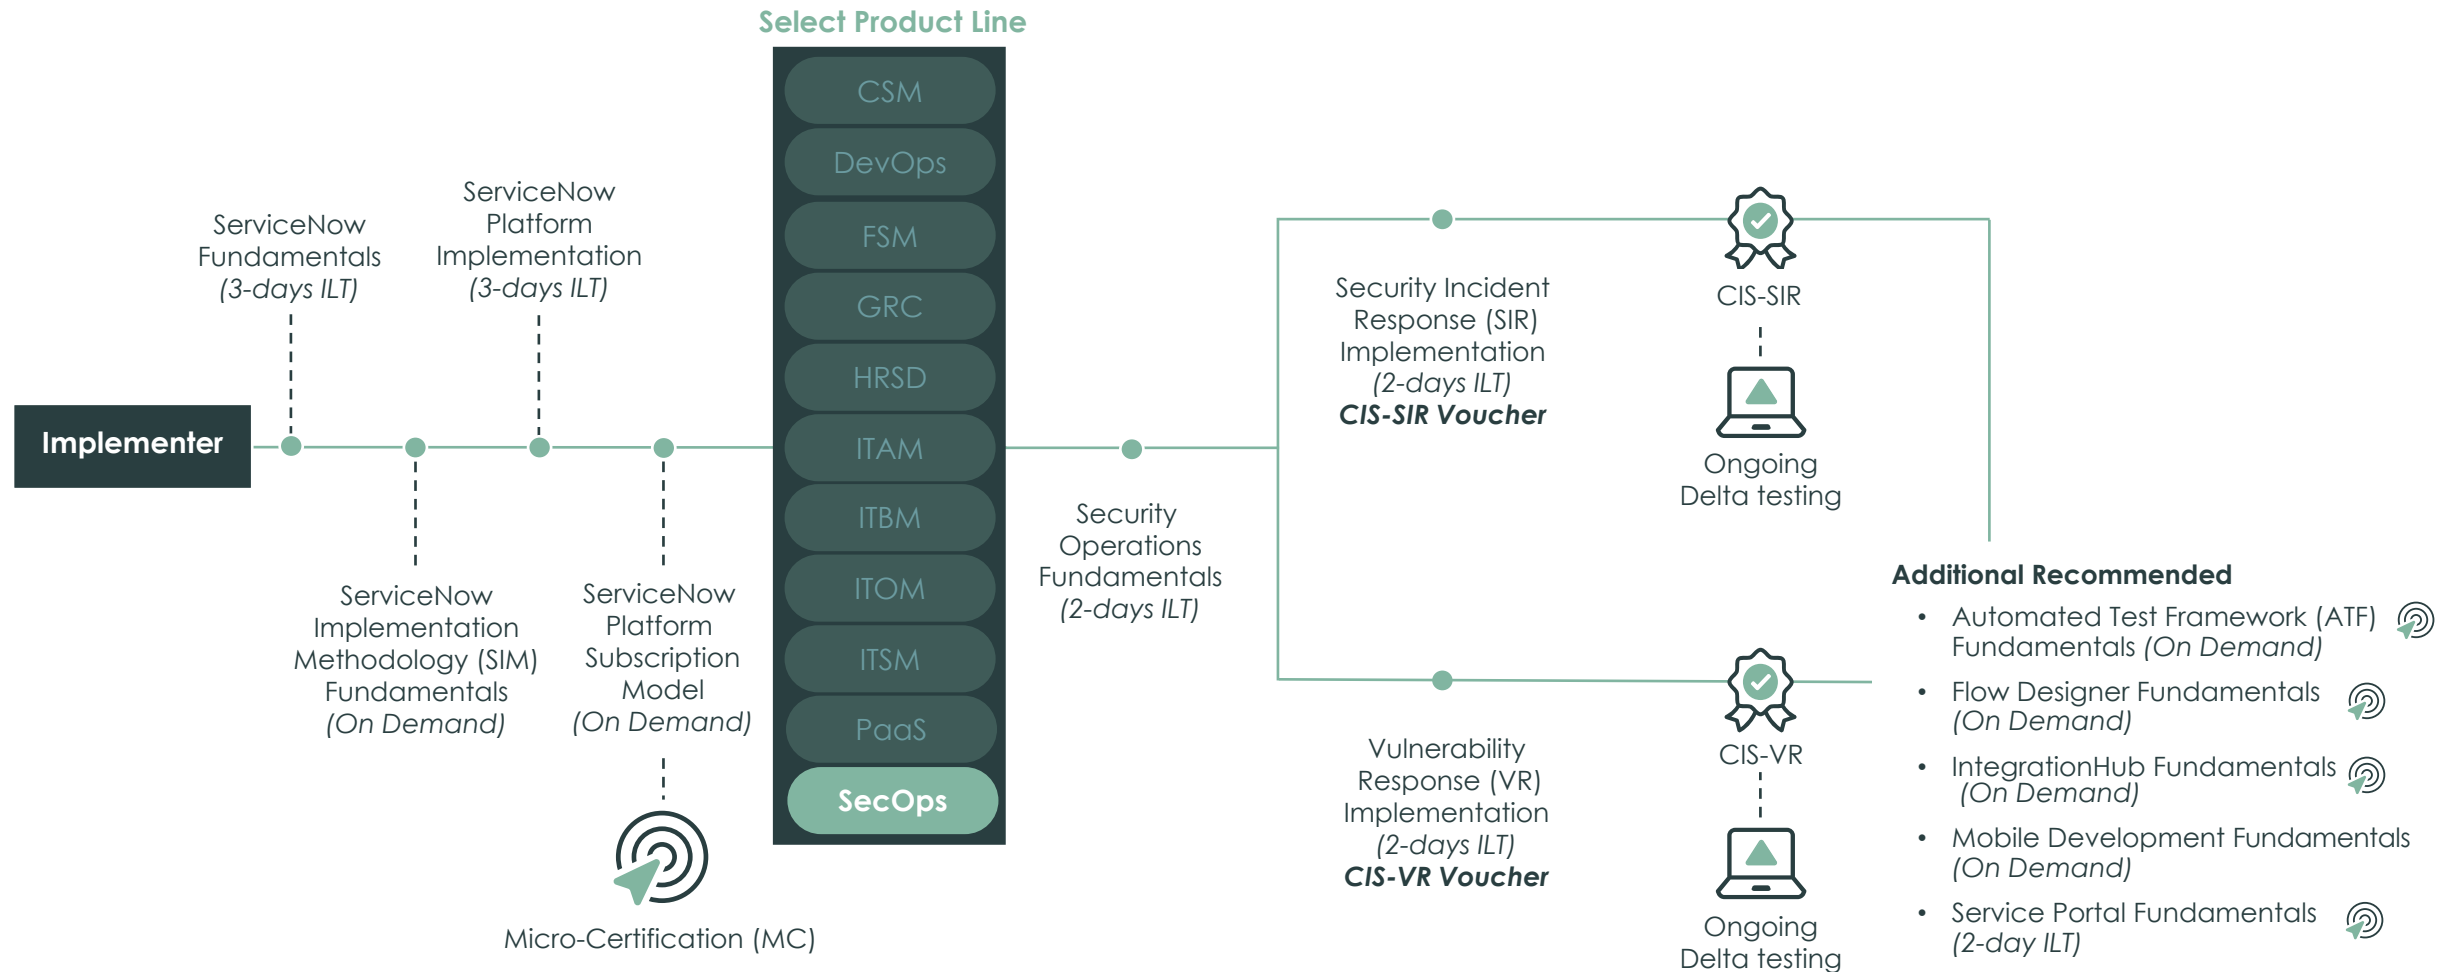 Select Product Line
CSM
DevOps
FSM
GRC
HRSD
ITAM
ITBM
ITOM
ITSM
PaaS
SecOps
Implementer
ServiceNow
Fundamentals
(3-days ILT)
ServiceNow
Implementation
Methodology (SIM)
Fundamentals
(On Demand)
ServiceNow
Platform
Implementation
(3-days ILT)
ServiceNow
Platform
Subscription
Model
(On Demand)
Micro-Certification (MC)
Security
Operations
Fundamentals
(2-days ILT)
Security Incident
Response (SIR)
Implementation
(2-days ILT)
CIS-SIR Voucher
CIS-SIR
Ongoing
Delta testing
Vulnerability
Response (VR)
Implementation
(2-days ILT)
CIS-VR Voucher
CIS-VR
Ongoing
Delta testing
Additional Recommended
• Automated Test Framework (ATF)
Fundamentals (On Demand)
• Flow Designer Fundamentals
(On Demand)
• IntegrationHub Fundamentals
(On Demand)
• Mobile Development Fundamentals
(On Demand)
• Service Portal Fundamentals
(2-day ILT)